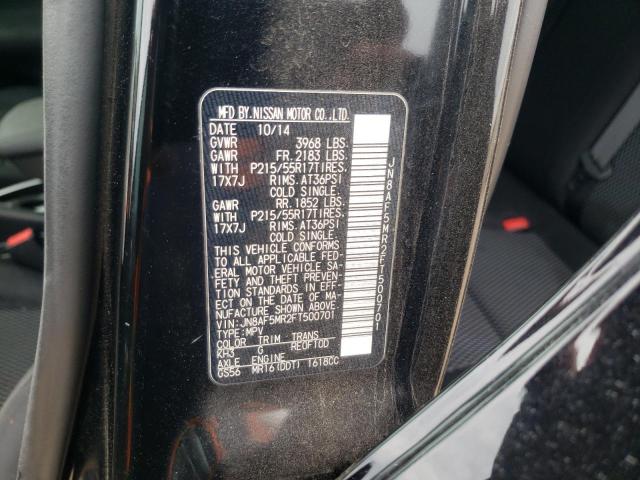 MFD BY. NISSAN MOTOR CO., LTD.
DATE 10/14
GVWR 3968 LBS.
GAWR FR. 2183 LBS.
WITH P215/55R17TIRES.
17X7J RIMS. AT36PSI
COLD SINGLE.
GAWR RR. 1852 LBS.
WITH P215/55R17TIRES.
17X7J RIMS. AT36PSI
COLD SINGLE.
THIS VEHICLE CONFORMS
TO ALL APPLICABLE FED-
ERAL MOTOR VEHICLE SA-
FETY AND THEFT PREVEN-
TION STANDARDS IN EFF-
ECT ON THE DATE OF MA-
NUFACTURE SHOWN ABOVE
VIN:JN8AF5MR2FT500701
TYPE:MPV
COLOR TRIM TRANS
KH3 G RE0F10D
AXLE ENGINE
GS56 MR16(DDT) 1618CC
JN8AF5MR2FT500701